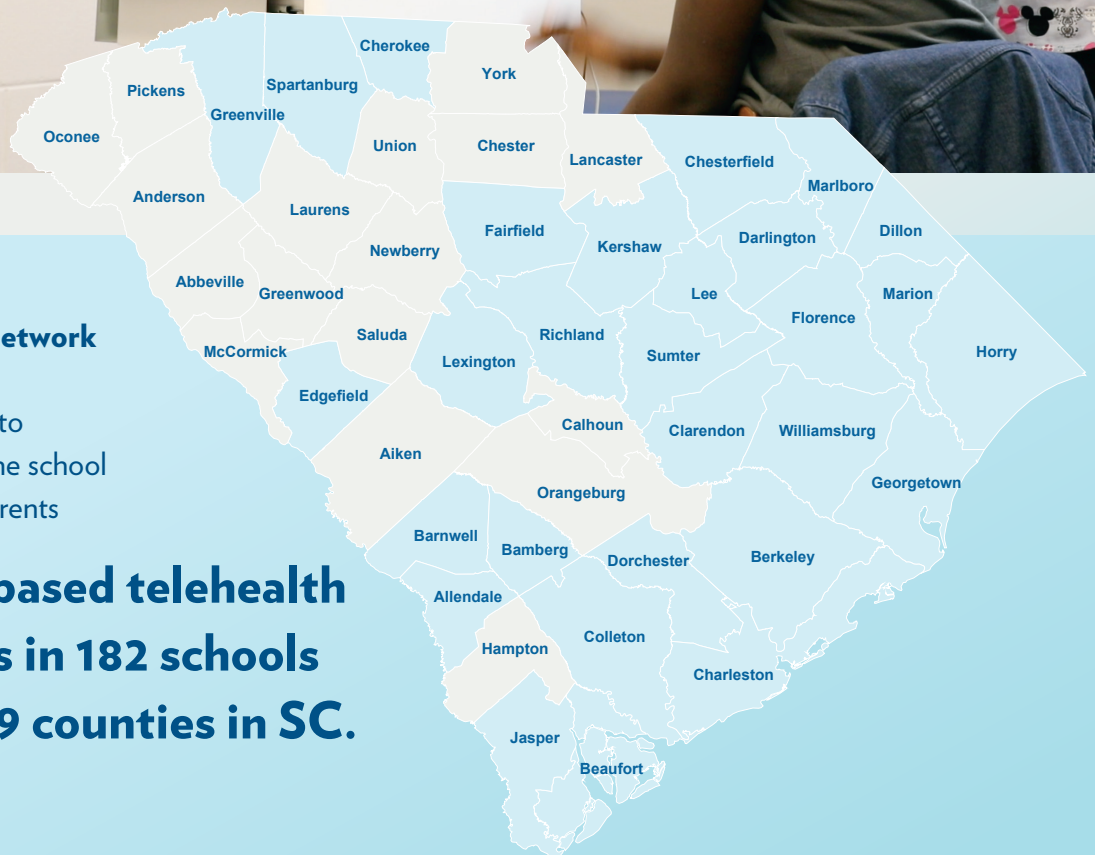 Cherokee
York
Pickens
Spartanburg
Greenville
Oconee
Union
Chester
Lancaster
Chesterfield
Marlboro
Anderson
Laurens
Fairfield
Kershaw
Darlington
Dillon
Newberry
Abbeville
Greenwood
Lee
Marion
Florence
Saluda
Richland
McCormick
Lexington
Sumter
Horry
Edgefield
Calhoun
Clarendon
Williamsburg
Aiken
Orangeburg
Georgetown
Barnwell
Bamberg
Dorchester
Berkeley
Allendale
Colleton
Hampton
Charleston
Jasper
Beaufort
etwork
to
ne school
rents
based telehealth
s in 182 schools
9 counties in SC.